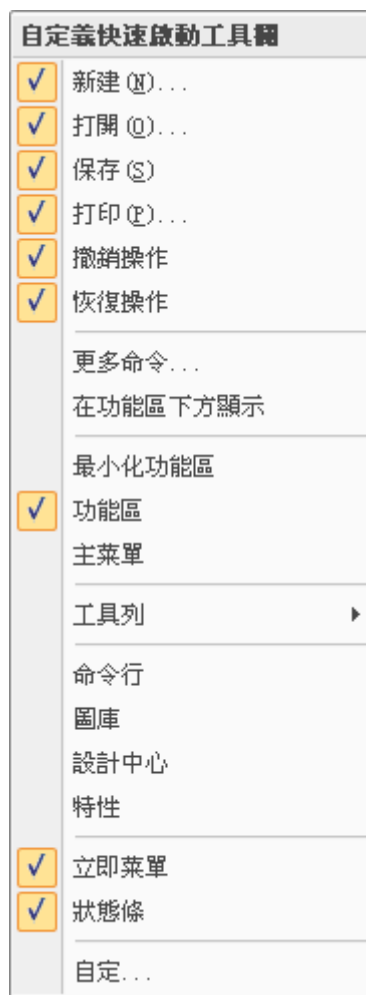 自定義快速啟動工具欄
新建(N)...
打開(O)...
保存(S)
打印(P)...
撤銷操作
恢復操作
更多命令...
在功能區下方顯示
最小化功能區
功能區
主菜單
工具列
命令行
圖庫
設計中心
特性
立即菜單
狀態條
自定...